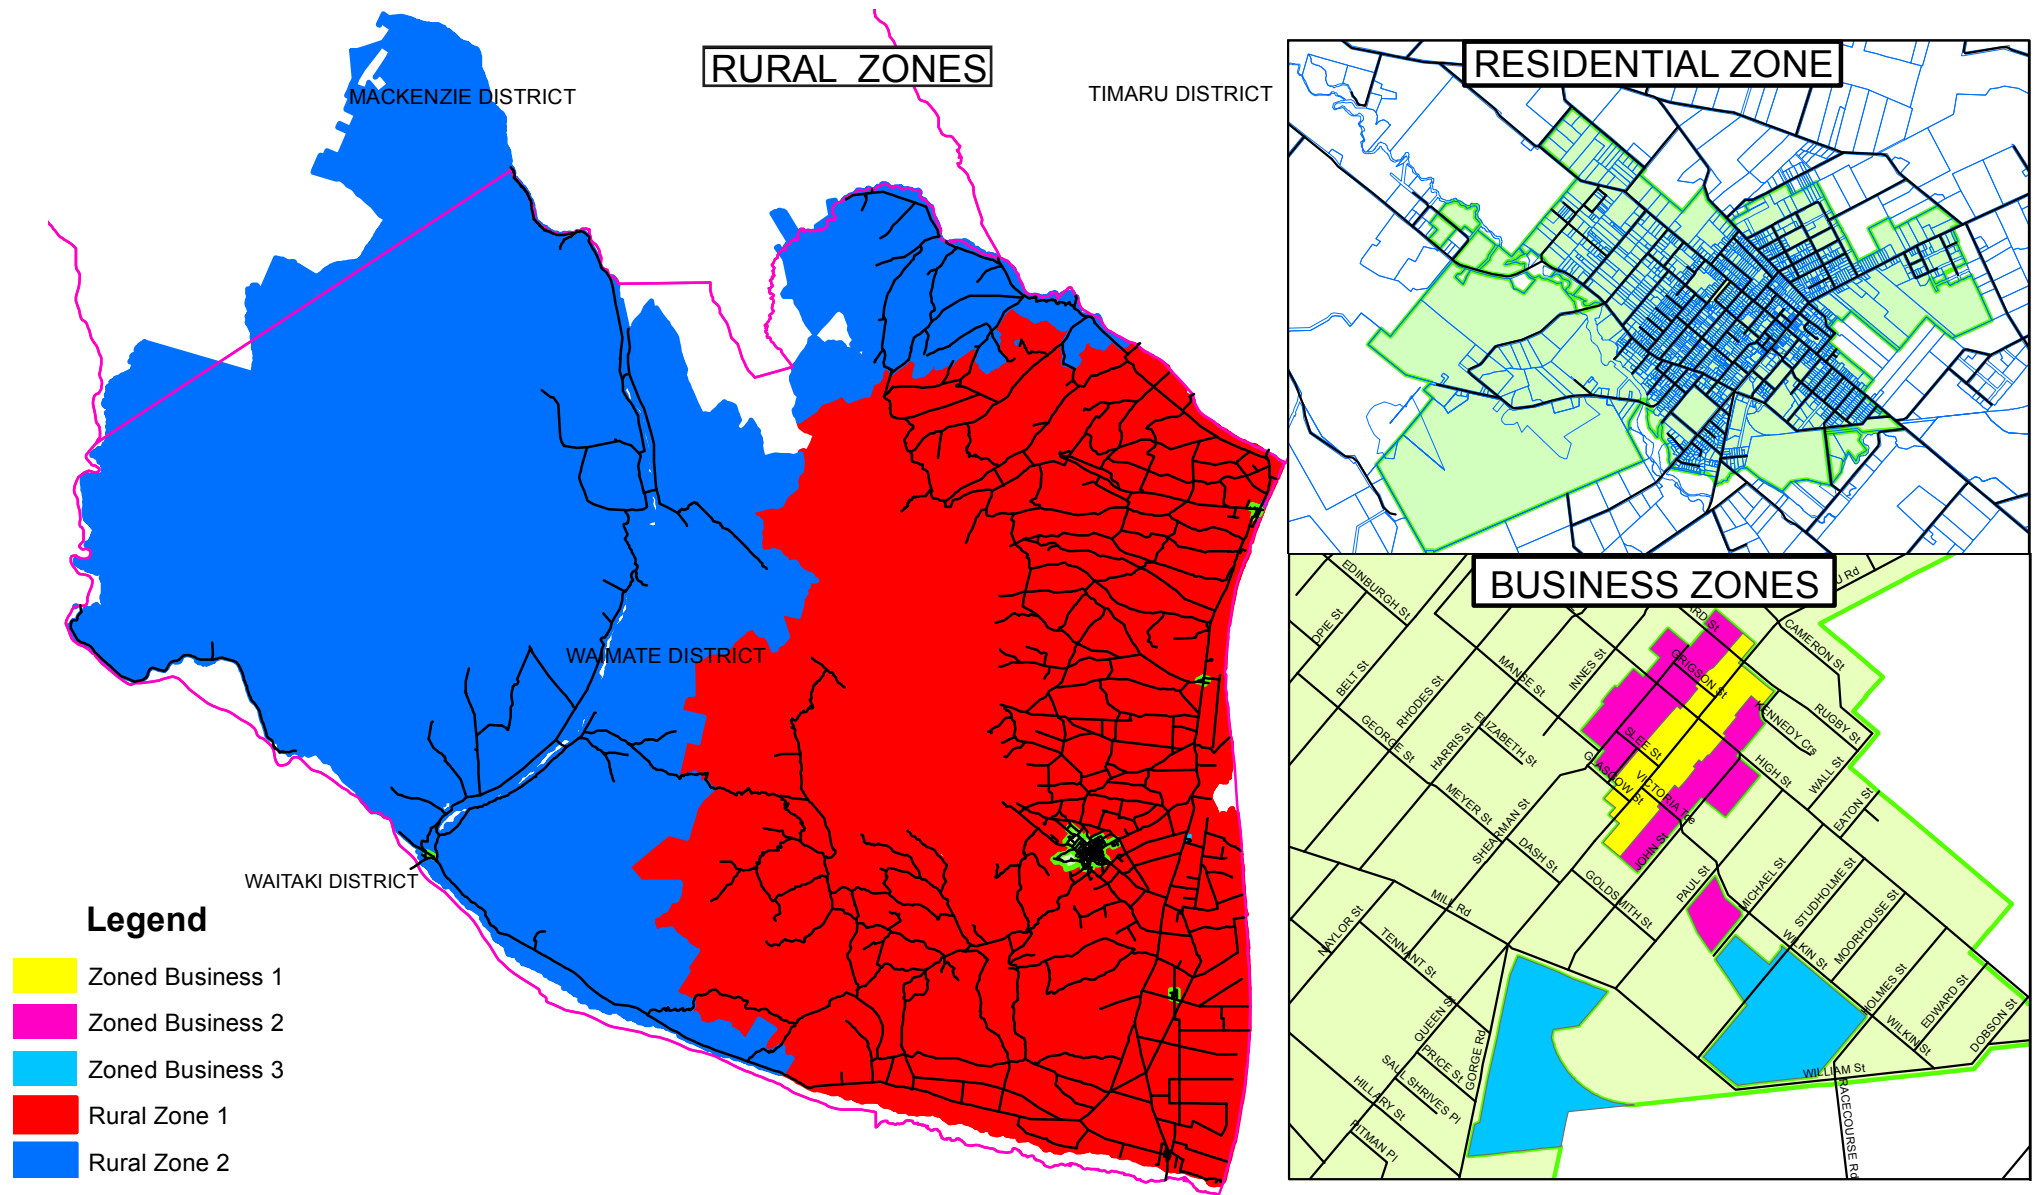 RURAL ZONES
MACKENZIE DISTRICT
TIMARU DISTRICT
WAIMATE DISTRICT
WAITAKI DISTRICT
Legend
Zoned Business 1
Zoned Business 2
Zoned Business 3
Rural Zone 1
Rural Zone 2
RESIDENTIAL ZONE
BUSINESS ZONES
EDINBURGH St
OPIE St
BELT St
GEORGE St
RHODES St
HARRIS St
ELIZABETH St
MANSE St
INNES St
ARD St
GRIGSON St
CAMERON St
U Rd
RUGBY St
KENNEDY Crs
SLEE St
GLASGOW St
VICTORIA Tce
HIGH St
WALL St
EATON St
MEYER St
SHEARMAN St
DASH St
JOHN St
GOLDSMITH St
PAUL St
MICHAEL St
STUDHOLME St
MOORHOUSE St
MILL Rd
NAYLOR St
TENNANT St
WILKIN St
HOLMES St
EDWARD St
WILKIN St
DOBSON St
QUEEN St
PRICE St
GORGE Rd
SAUL SHRIVES Pl
HILLARY St
PITMAN Pl
WILLIAM St
RACECOURSE Rd